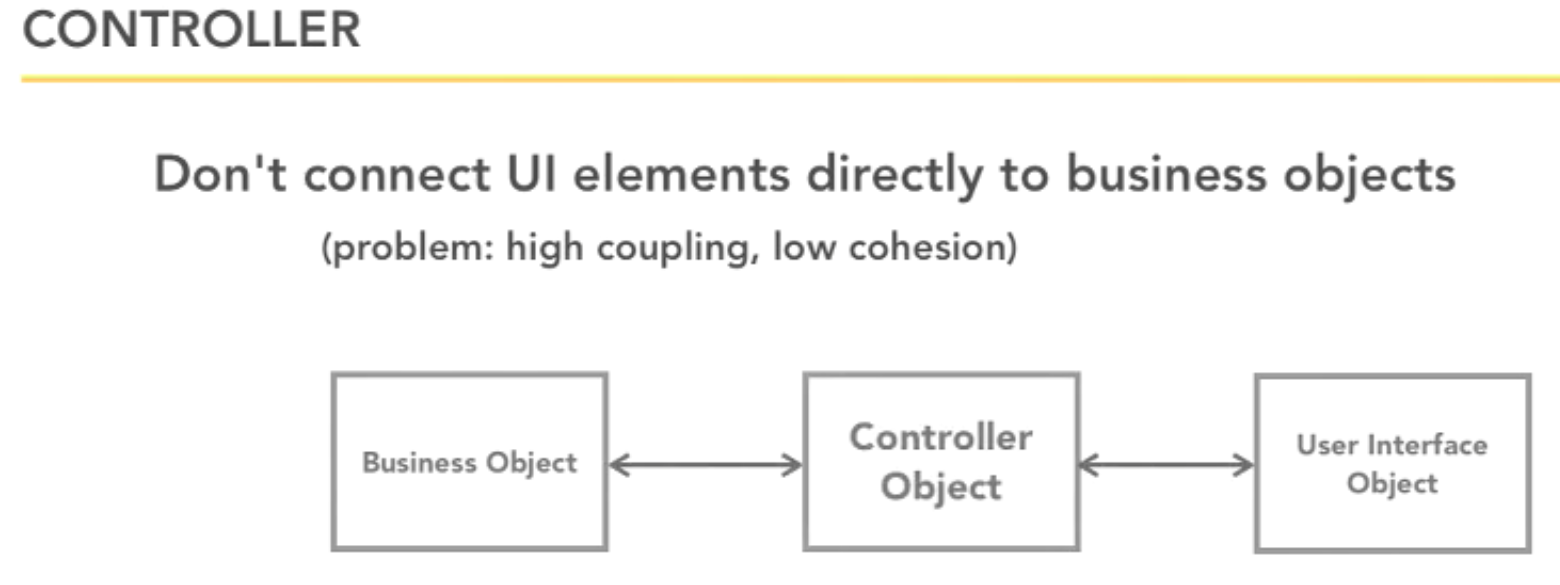 CONTROLLER
Don't connect UI elements directly to business objects
(problem: high coupling, low cohesion)
Business Object
Controller
Object
User Interface
Object